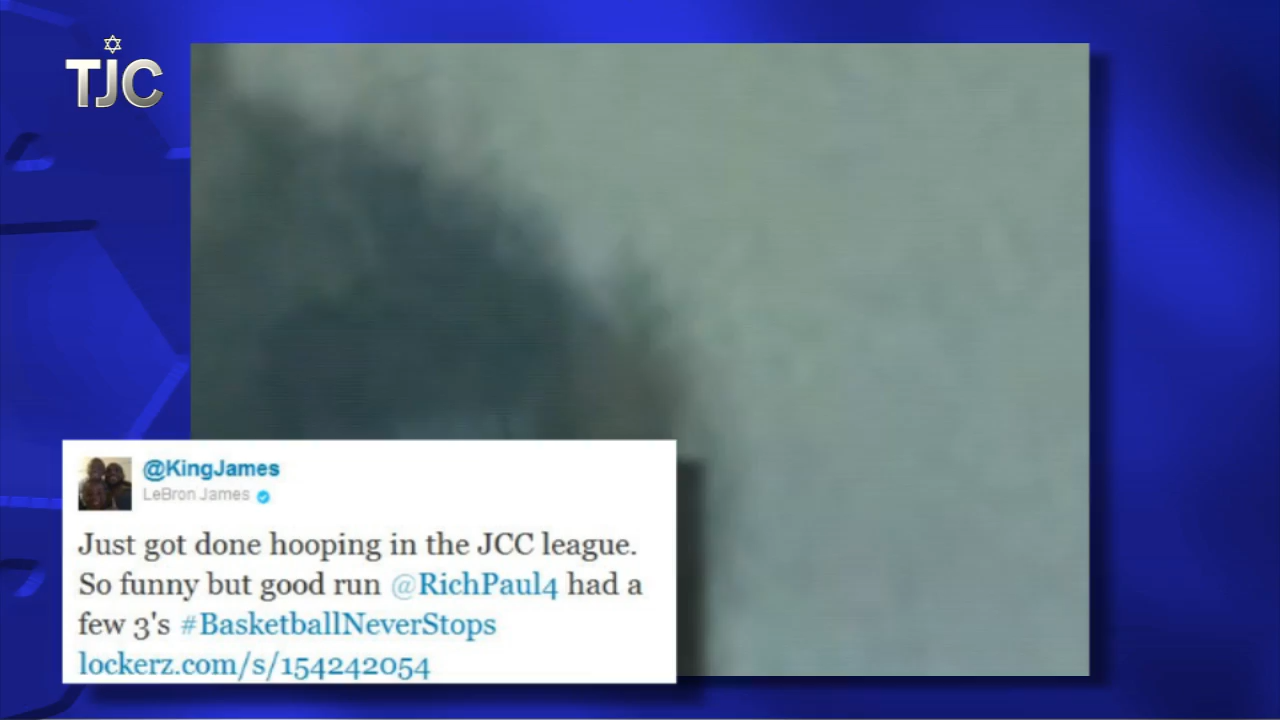 TJC
@KingJames
LeBron James
Just got done hooping in the JCC league.
So funny but good run @RichPaul4 had a
few 3's #BasketballNeverStops
lockerz.com/s/154242054